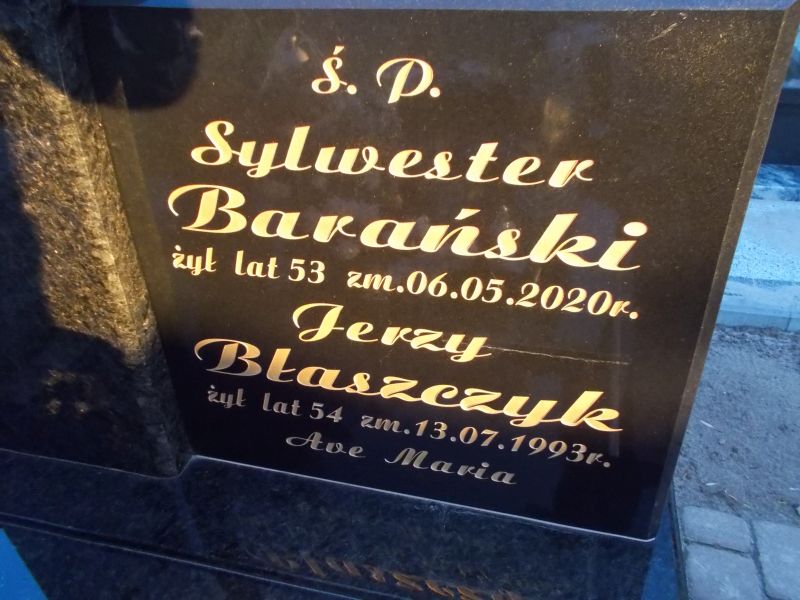 Ś. P.
Sylwester
Barański
żył lat 53 zm.06.05.2020r.
Jerzy
Błaszczyk
żył lat 54 zm.13.07.1993r.
Ave Maria